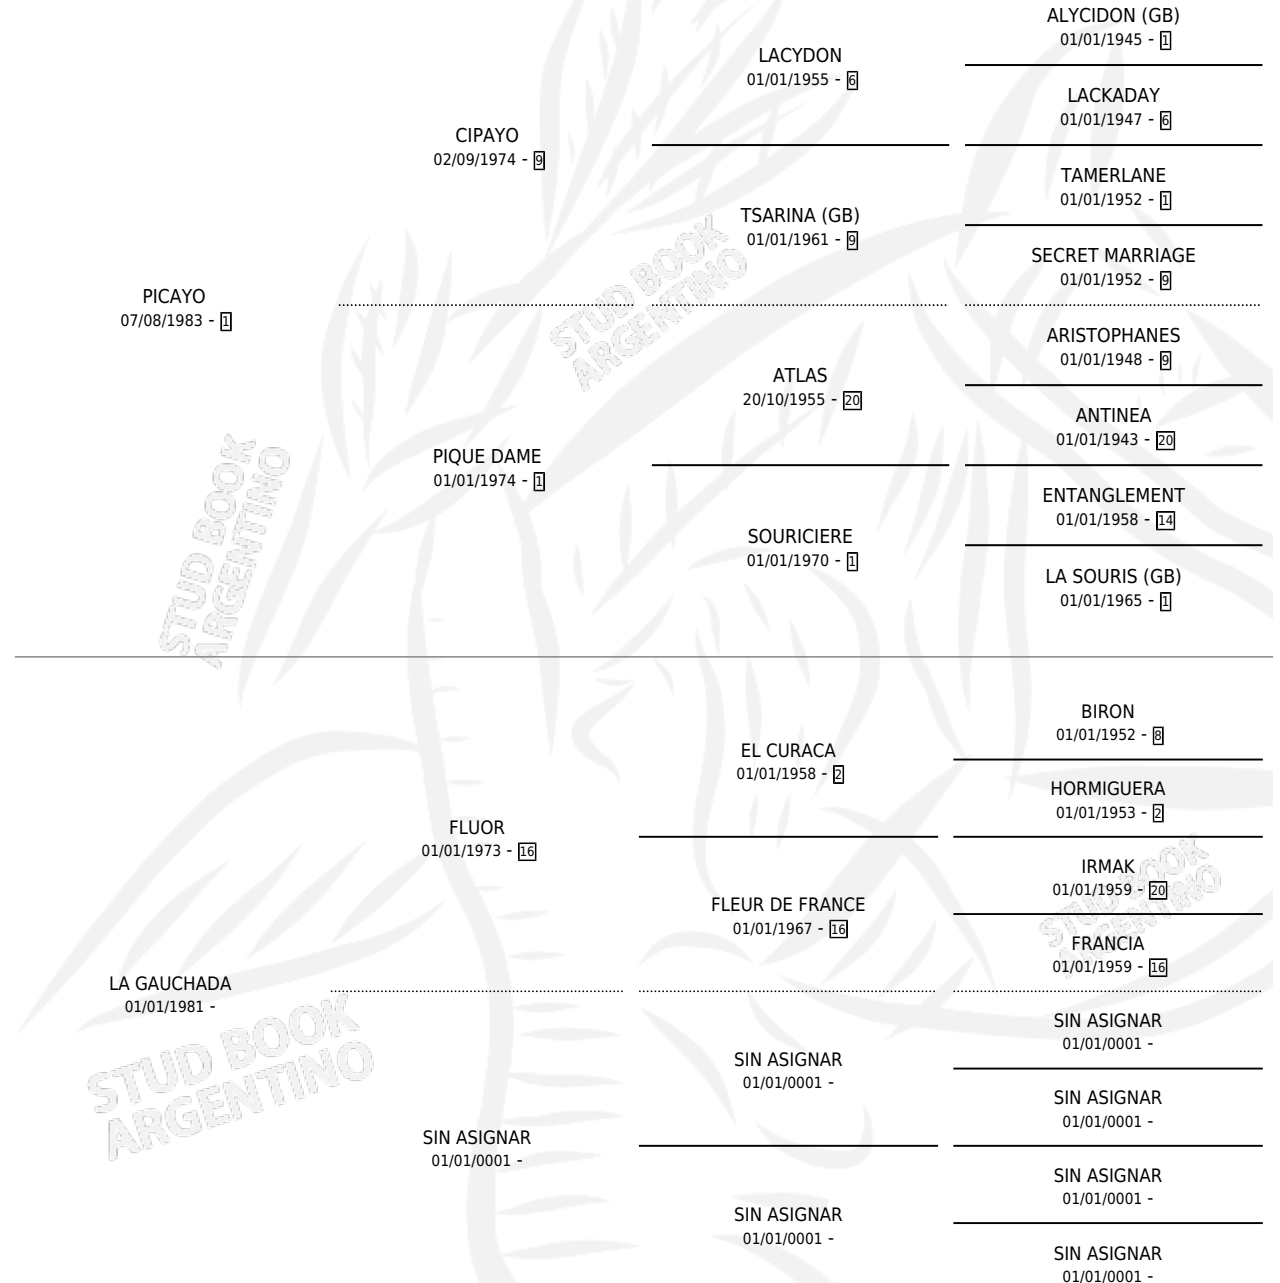 ALYCIDON (GB)
01/01/1945 - 1
LACYDON
01/01/1955 - 6
LACKADAY
01/01/1947 - 6
CIPAYO
02/09/1974 - 9
TAMERLANE
01/01/1952 - 1
TSARINA (GB)
01/01/1961 - 9
SECRET MARRIAGE
01/01/1952 - 9
PICAYO
07/08/1983 - 1
ARISTOPHANES
01/01/1948 - 9
ATLAS
20/10/1955 - 20
ANTINEA
01/01/1943 - 20
PIQUE DAME
01/01/1974 - 1
ENTANGLEMENT
01/01/1958 - 14
SOURICIERE
01/01/1970 - 1
LA SOURIS (GB)
01/01/1965 - 1
BIRON
01/01/1952 - 8
EL CURACA
01/01/1958 - 2
HORMIGUERA
01/01/1953 - 2
FLUOR
01/01/1973 - 16
IRMAK
01/01/1959 - 20
FLEUR DE FRANCE
01/01/1967 - 16
FRANCIA
01/01/1959 - 16
LA GAUCHADA
01/01/1981 -
SIN ASIGNAR
01/01/0001 -
SIN ASIGNAR
01/01/0001 -
SIN ASIGNAR
01/01/0001 -
SIN ASIGNAR
01/01/0001 -
SIN ASIGNAR
01/01/0001 -
SIN ASIGNAR
01/01/0001 -
SIN ASIGNAR
01/01/0001 -
STUD BOOK
ARGENTINO
STUD BOOK
ARGENTINO
STUD BOOK
ARGENTINO
STUD BOOK
ARGENTINO